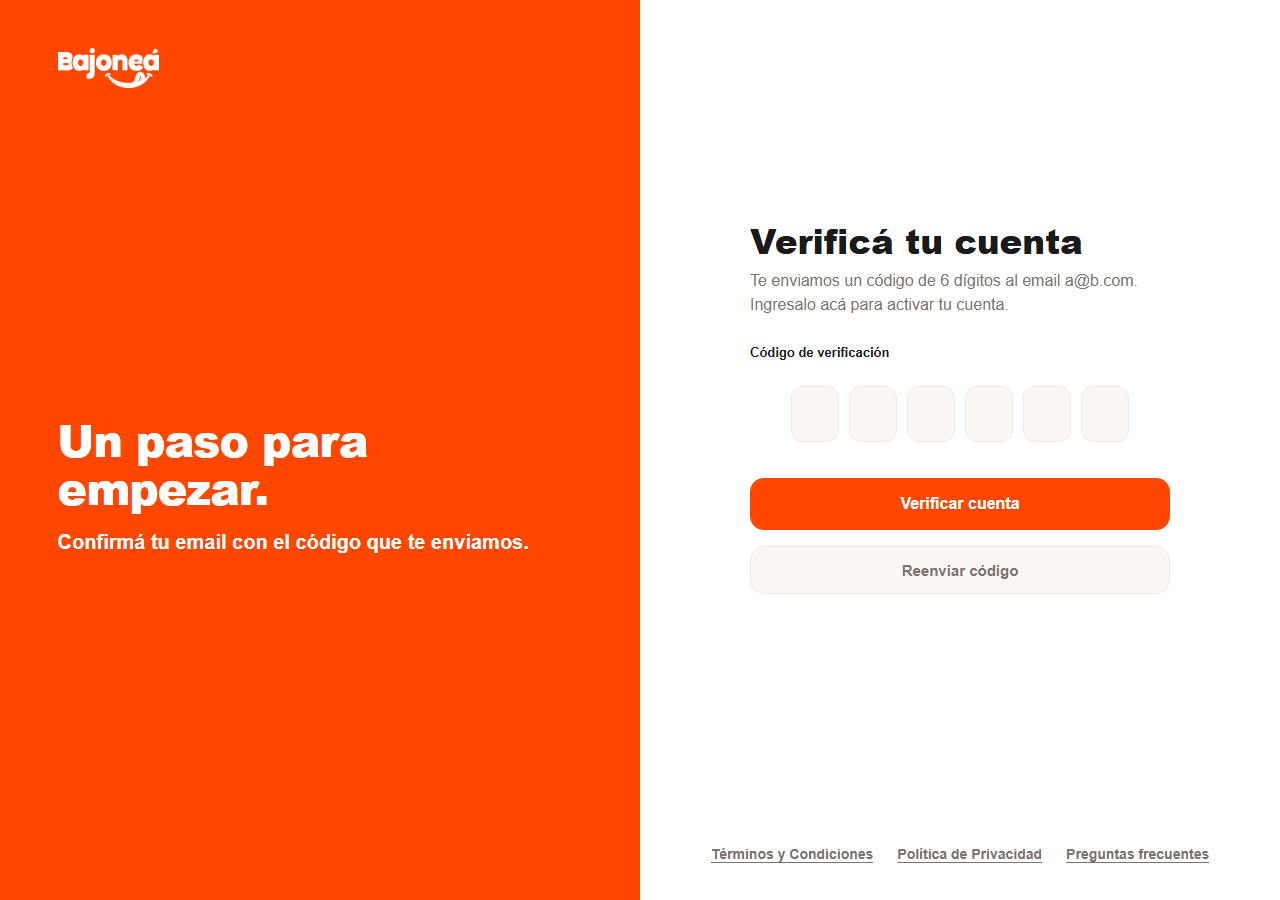 Bajoneá
Un paso para
empezar.
Confirmá tu email con el código que te enviamos.
Verificá tu cuenta
Te enviamos un código de 6 dígitos al email a@b.com.
Ingresalo acá para activar tu cuenta.
Código de verificación
Verificar cuenta
Reenviar código
Términos y Condiciones Política de Privacidad Preguntas frecuentes